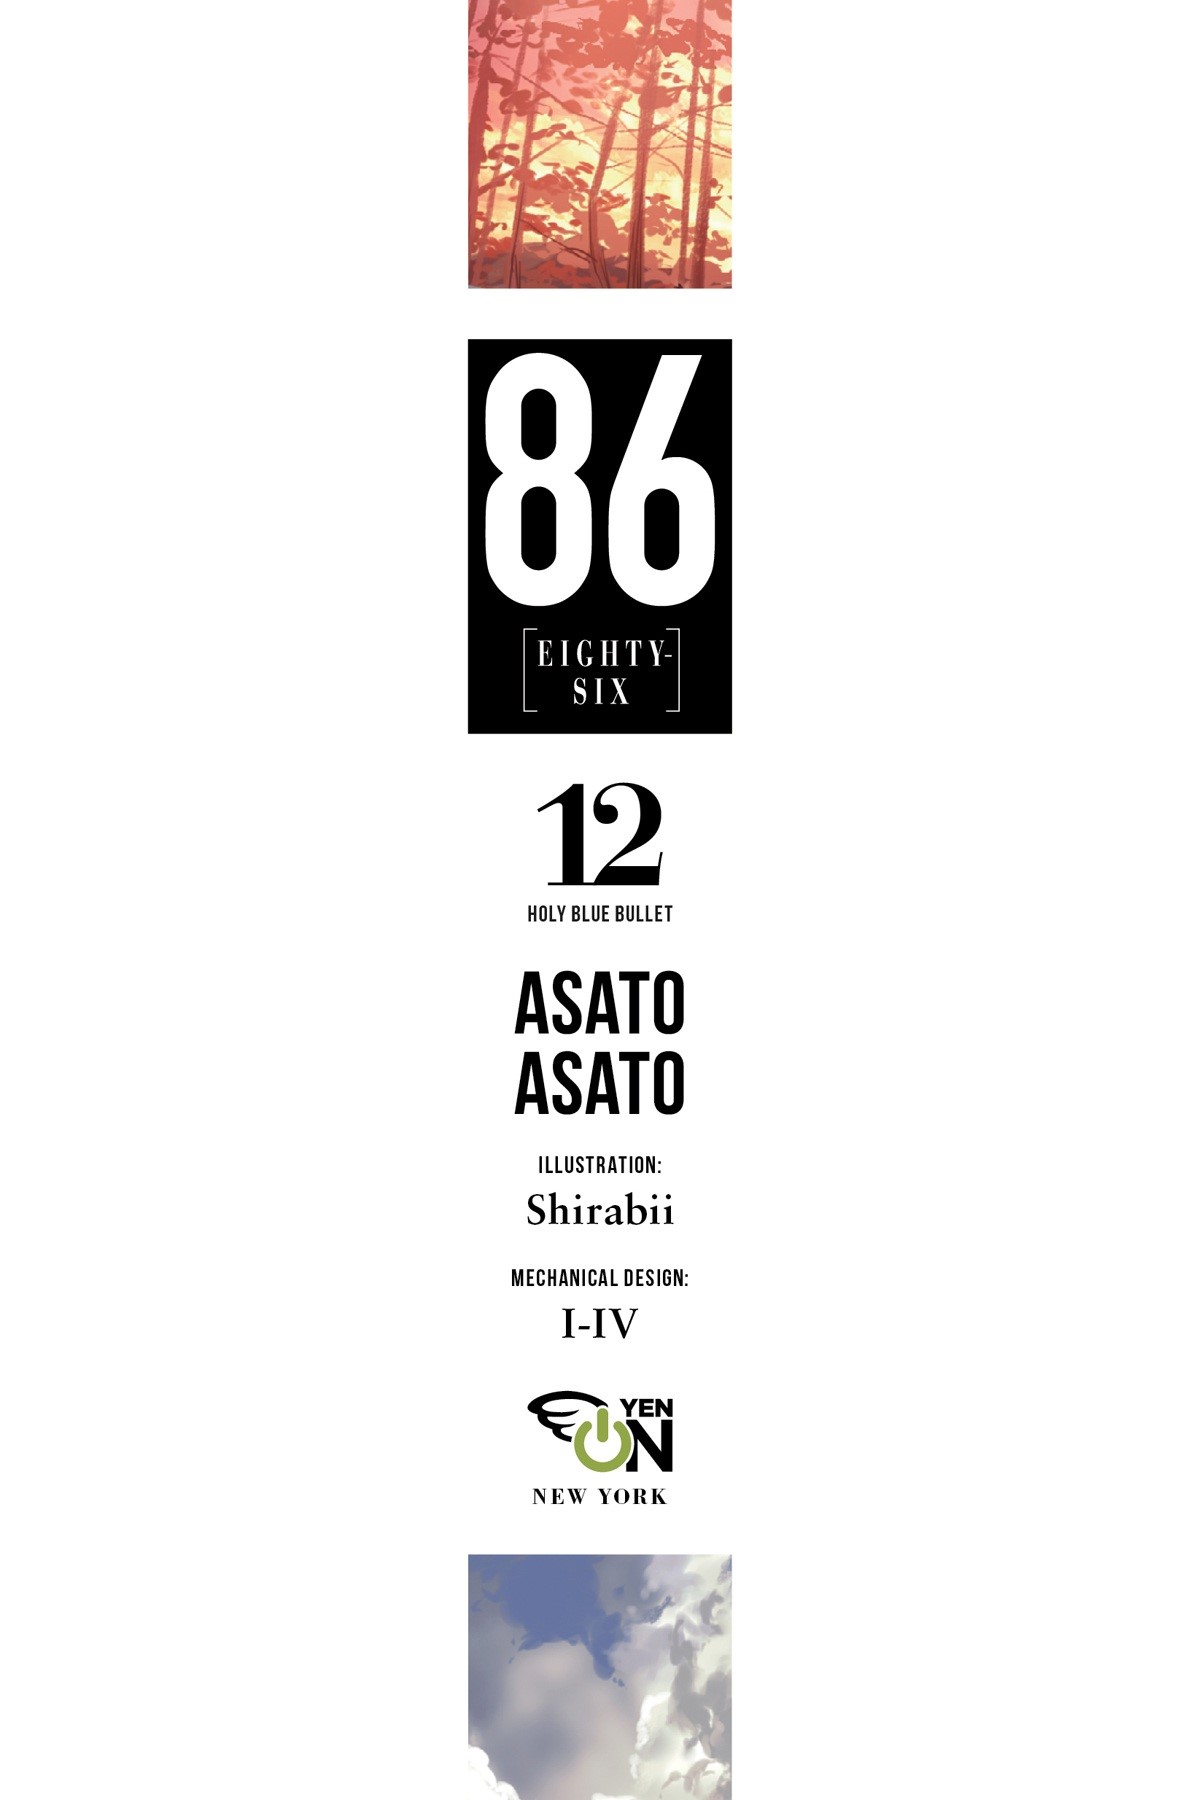 86
EIGHTY-
SIX
12
HOLY BLUE BULLET
ASATO
ASATO
ILLUSTRATION:
Shirabii
MECHANICAL DESIGN:
I-IV
YEN
ON
NEW YORK